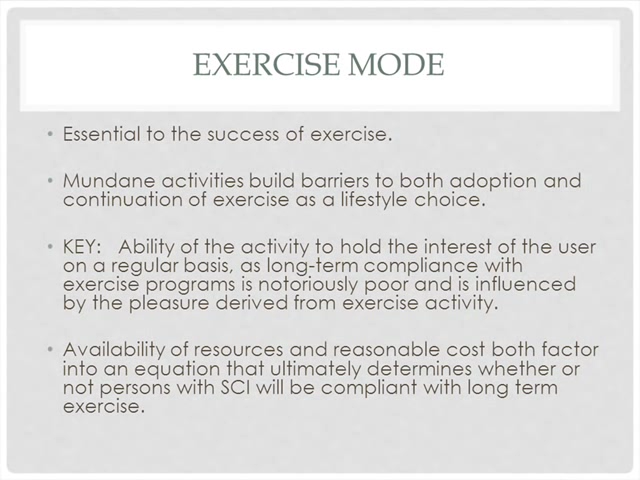 EXERCISE MODE
• Essential to the success of exercise.
• Mundane activities build barriers to both adoption and
continuation of exercise as a lifestyle choice.
• KEY: Ability of the activity to hold the interest of the user
on a regular basis, as long-term compliance with
exercise programs is notoriously poor and is influenced
by the pleasure derived from exercise activity.
• Availability of resources and reasonable cost both factor
into an equation that ultimately determines whether or
not persons with SCI will be compliant with long term
exercise.